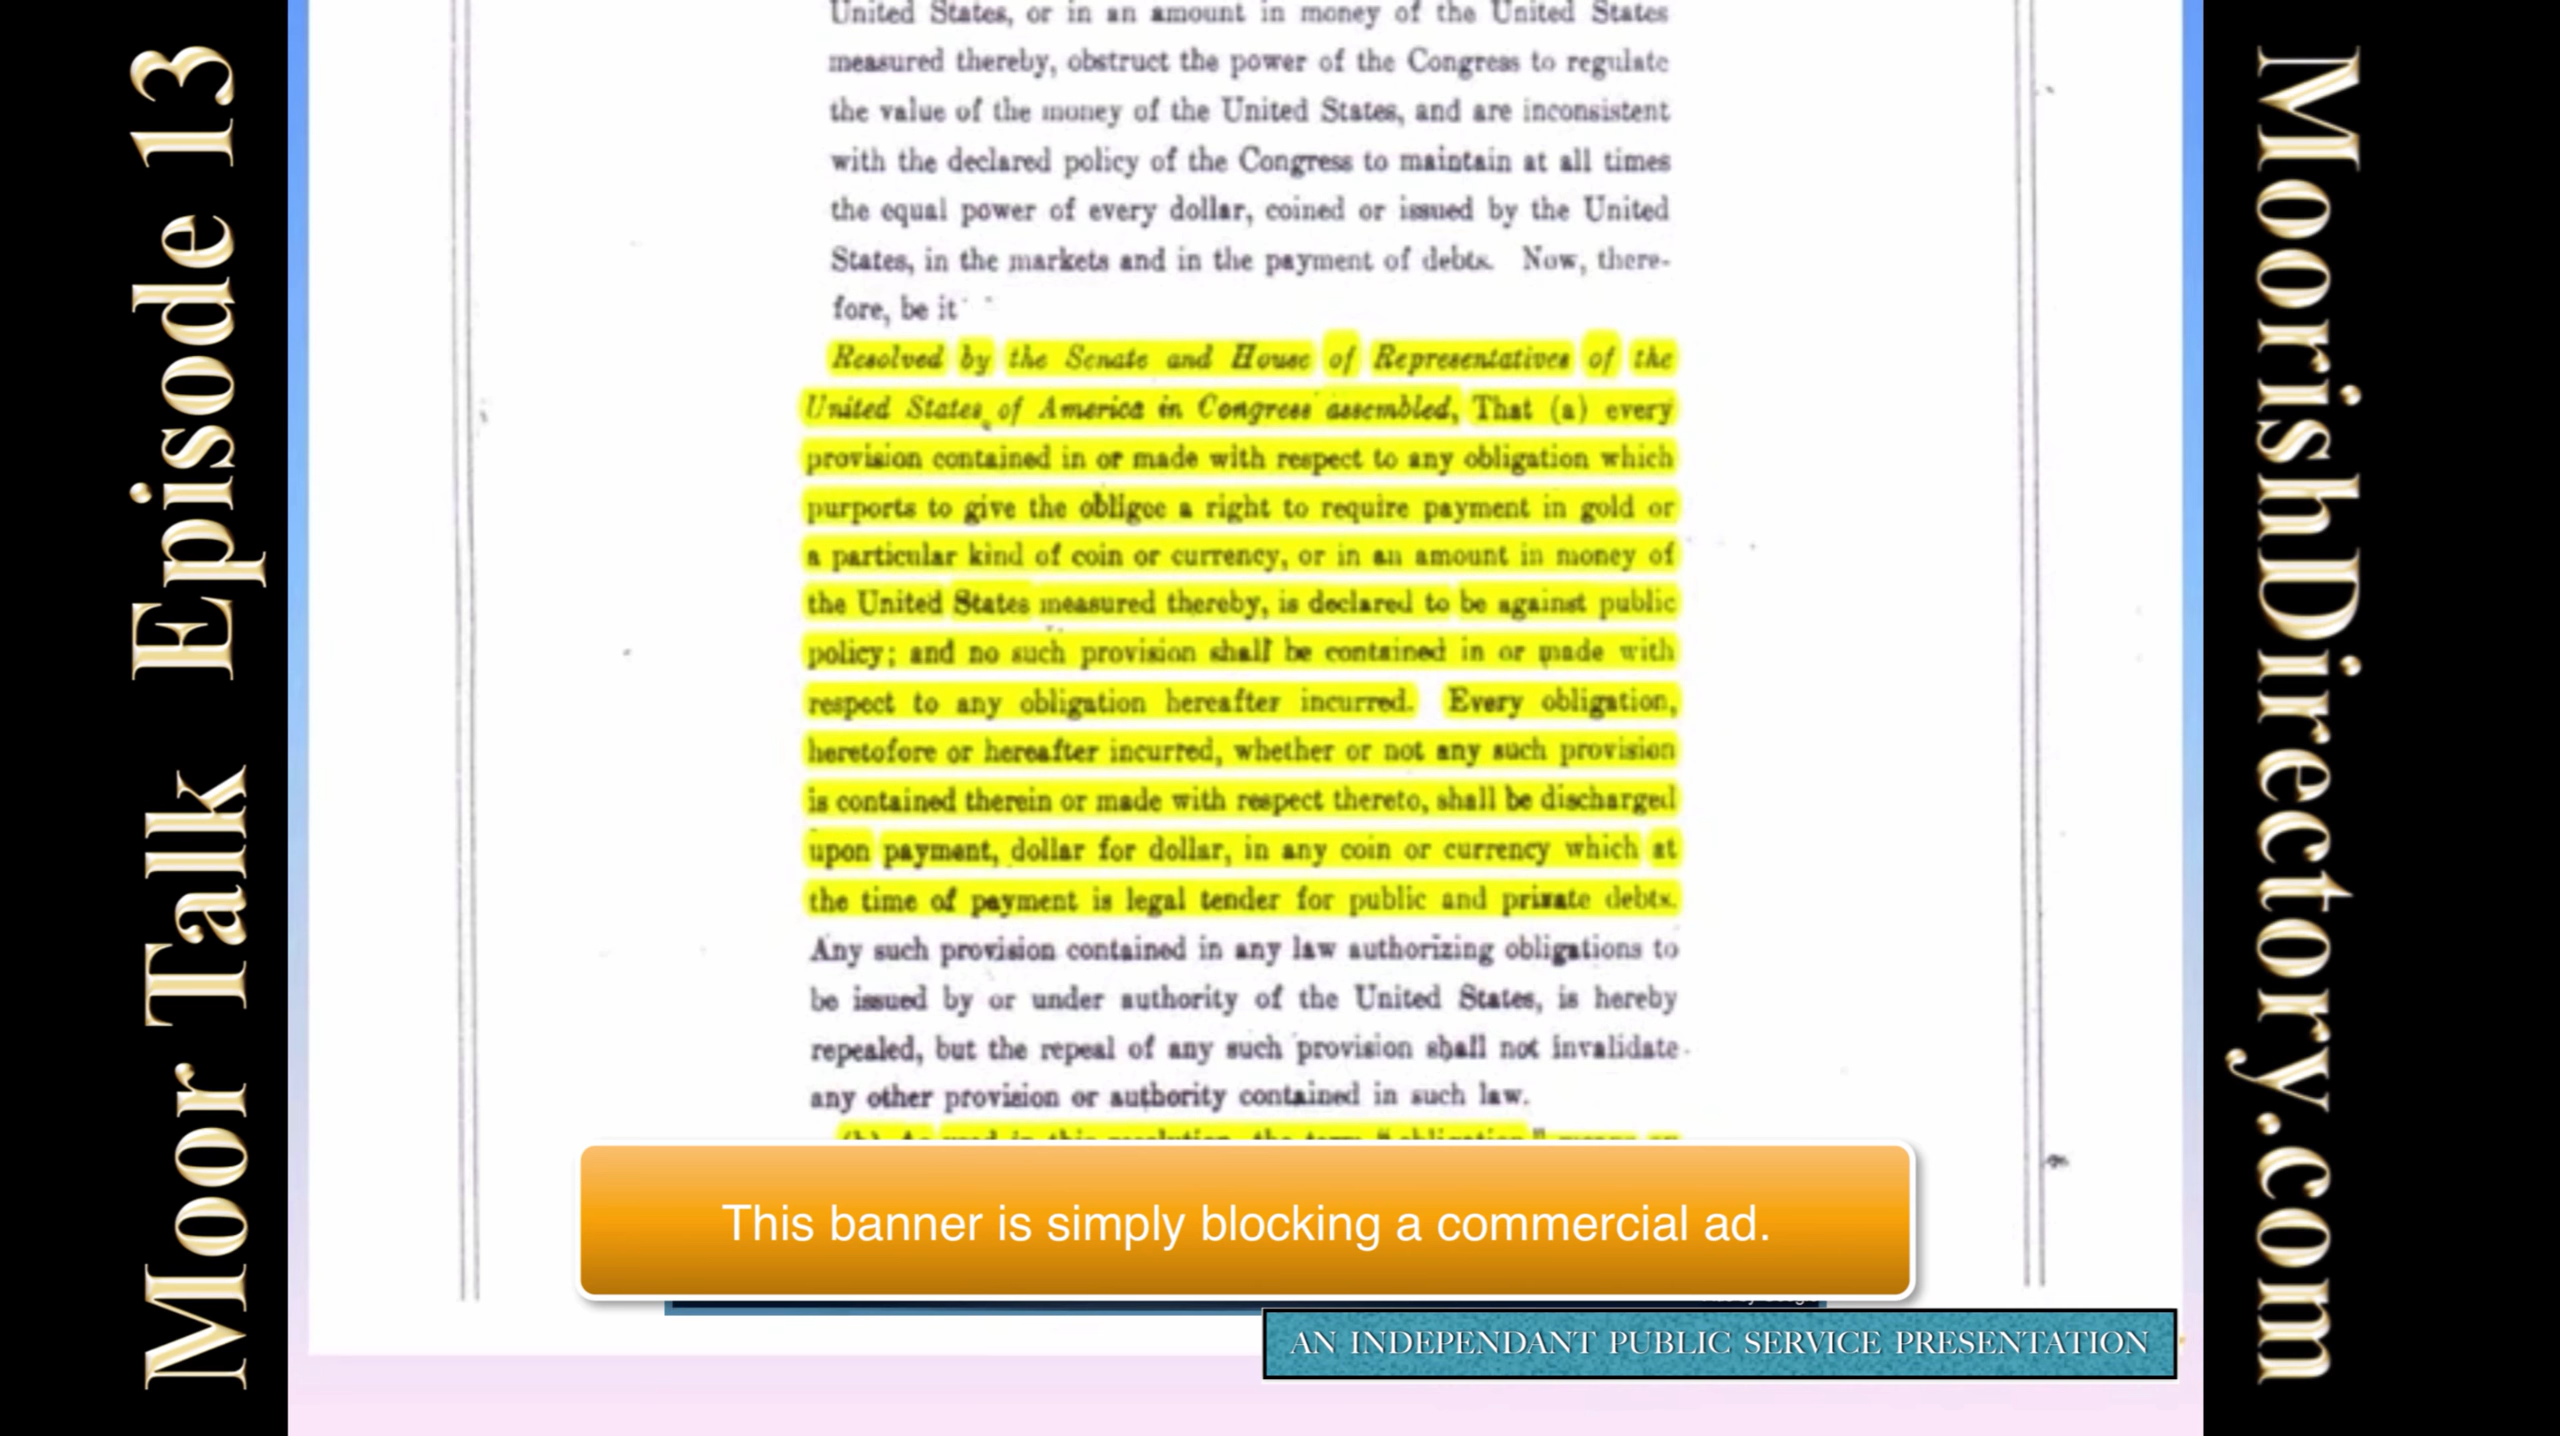 Moor Talk Episode 13
United States, or in an amount in money of the United States
measured thereby, obstruct the power of the Congress to regulate
the value of the money of the United States, and are inconsistent
with the declared policy of the Congress to maintain at all times
the equal power of every dollar, coined or issued by the United
States, in the markets and in the payment of debts. Now, there-
fore, be it
Resolved by the Senate and House of Representatives of the
United States of America in Congress assembled, That (a) every
provision contained in or made with respect to any obligation which
purports to give the obligee a right to require payment in gold or
a particular kind of coin or currency, or in an amount in money of
the United States measured thereby, is declared to be against public
policy; and no such provision shall be contained in or made with
respect to any obligation hereafter incurred. Every obligation,
heretofore or hereafter incurred, whether or not any such provision
is contained therein or made with respect thereto, shall be discharged
upon payment, dollar for dollar, in any coin or currency which at
the time of payment is legal tender for public and private debts.
Any such provision contained in any law authorizing obligations to
be issued by or under authority of the United States, is hereby
repealed, but the repeal of any such provision shall not invalidate
any other provision or authority contained in such law.
(b) As used in this resolution, the term "obligation" means an
This banner is simply blocking a commercial ad.
AN INDEPENDANT PUBLIC SERVICE PRESENTATION
MoorishDirectory.com